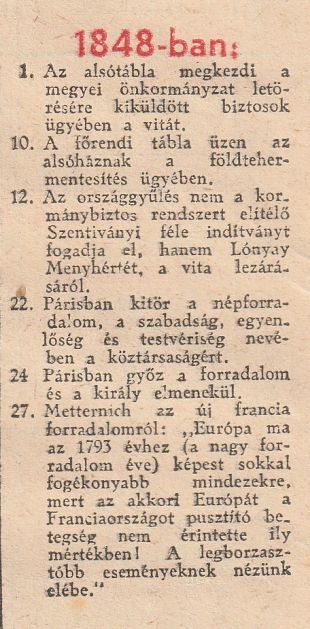 1848-ban:
1. Az alsótábla megkezdi a
megyei önkormányzat letö-
résére kiküldött biztosok
ügyében a vitát.
10. A főrendi tábla üzen az
alsóháznak a földteher-
mentesítés ügyében.
12. Az országgyűlés nem a kor-
mánybiztos rendszert elítélő
Szentiványi féle indítványt
fogadja el, hanem Lónyay
Menyhértét, a vita lezárá-
sáról.
22. Párisban kitör a népforra-
dalom, a szabadság, egyen-
lőség és testvériség nevé-
ben a köztársaságért.
24 Párisban győz a forradalom
és a király elmenekül.
27. Metternich az új francia
forradalomról: „Európa ma
az 1793 évhez (a nagy for-
radalom éve) képest sokkal
fogékonyabb mindezekre,
mert az akkori Európát a
Franciaországot pusztító be-
tegség nem érintette ily
mértékben! A legborzasz-
tóbb eseményeknek nézünk
elébe."